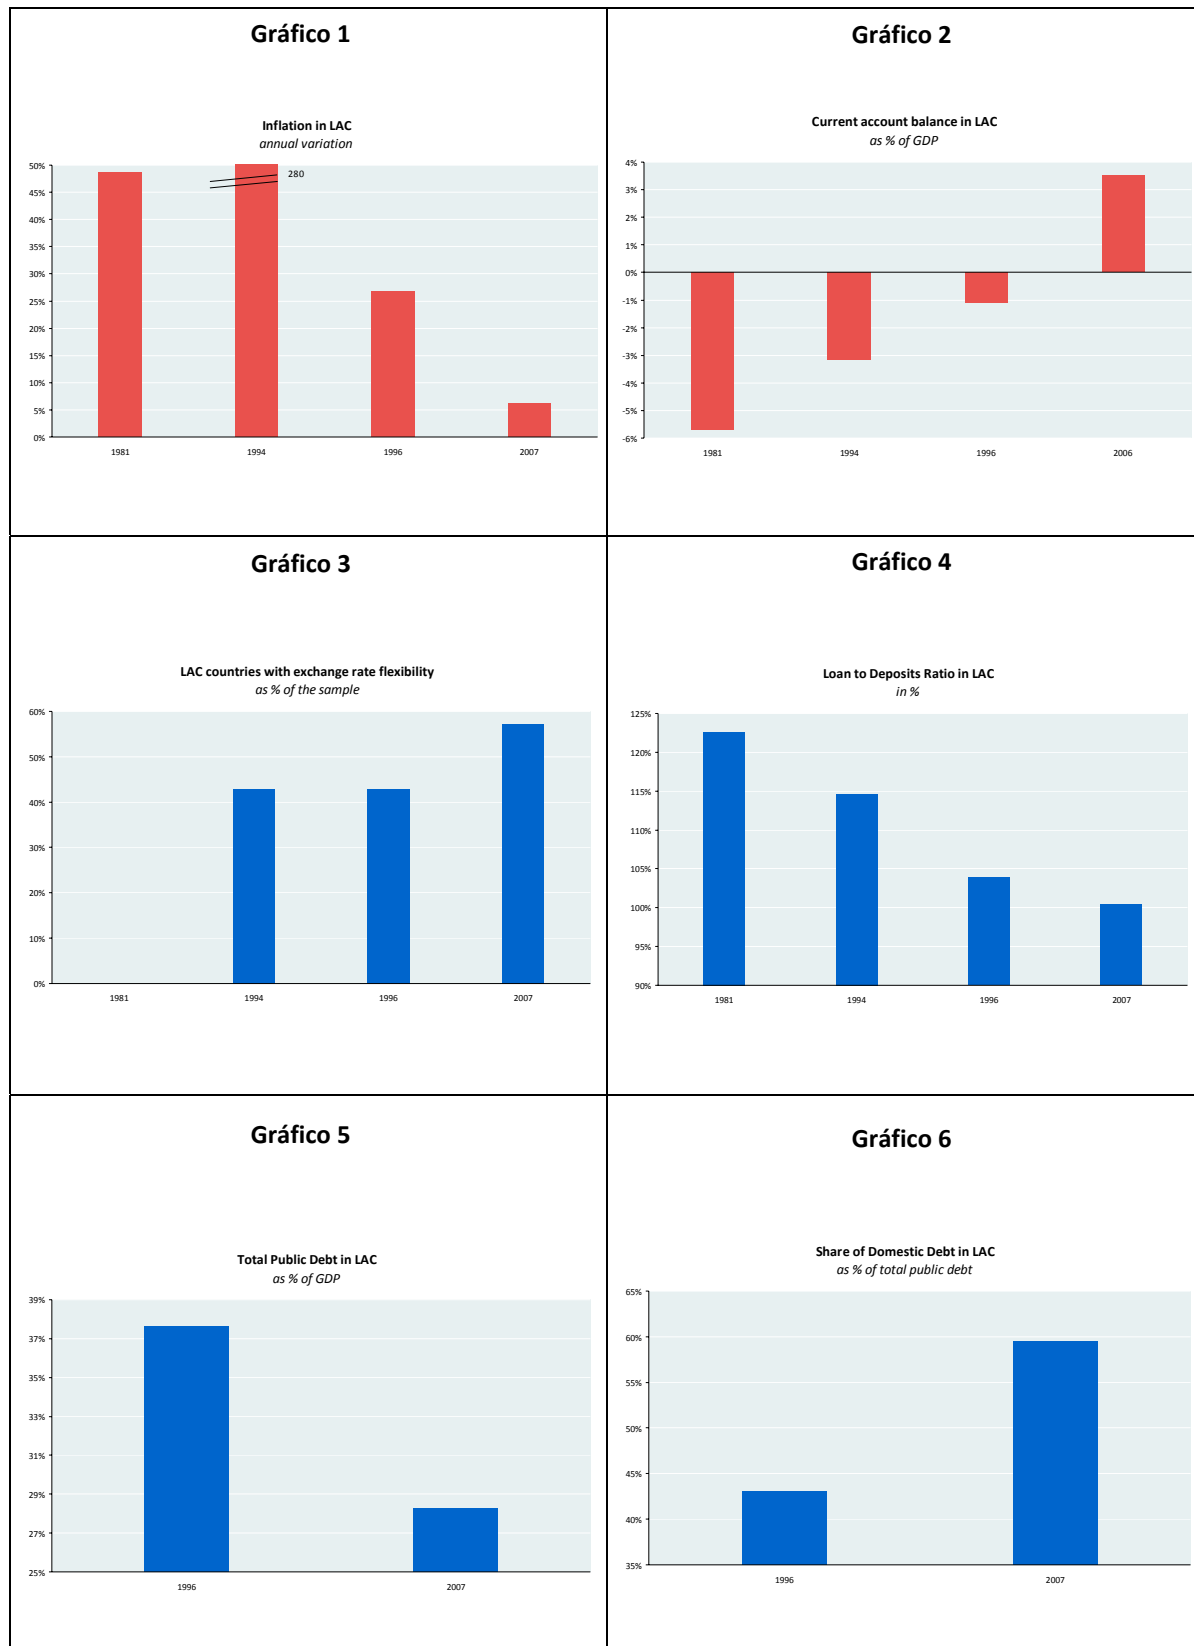 Gráfico 1
Inflation in LAC
annual variation
50%
45%
40%
35%
30%
25%
20%
15%
10%
5%
0%
280
1981 1994 1996 2007
Gráfico 2
Current account balance in LAC
as % of GDP
4%
3%
2%
1%
0%
-1%
-2%
-3%
-4%
-5%
-6%
1981 1994 1996 2006
Gráfico 3
LAC countries with exchange rate flexibility
as % of the sample
60%
50%
40%
30%
20%
10%
0%
1981 1994 1996 2007
Gráfico 4
Loan to Deposits Ratio in LAC
in %
125%
120%
115%
110%
105%
100%
95%
90%
1981 1994 1996 2007
Gráfico 5
Total Public Debt in LAC
as % of GDP
39%
37%
35%
33%
31%
29%
27%
25%
1996 2007
Gráfico 6
Share of Domestic Debt in LAC
as % of total public debt
65%
60%
55%
50%
45%
40%
35%
1996 2007